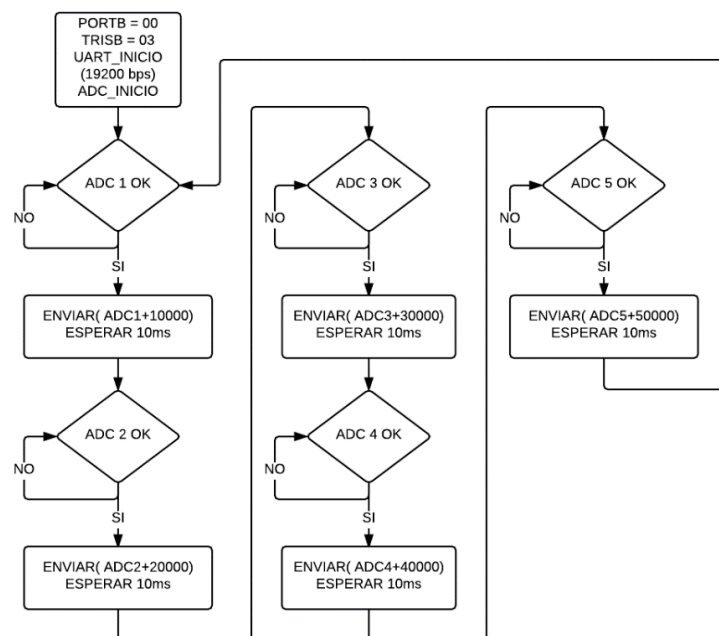 PORTB = 00
TRISB = 03
UART_INICIO
(19200 bps)
ADC_INICIO
ADC 1 OK
NO
SI
ENVIAR( ADC1+10000)
ESPERAR 10ms
ADC 2 OK
NO
SI
ENVIAR( ADC2+20000)
ESPERAR 10ms
ADC 3 OK
NO
SI
ENVIAR( ADC3+30000)
ESPERAR 10ms
ADC 4 OK
NO
SI
ENVIAR( ADC4+40000)
ESPERAR 10ms
ADC 5 OK
NO
SI
ENVIAR( ADC5+50000)
ESPERAR 10ms